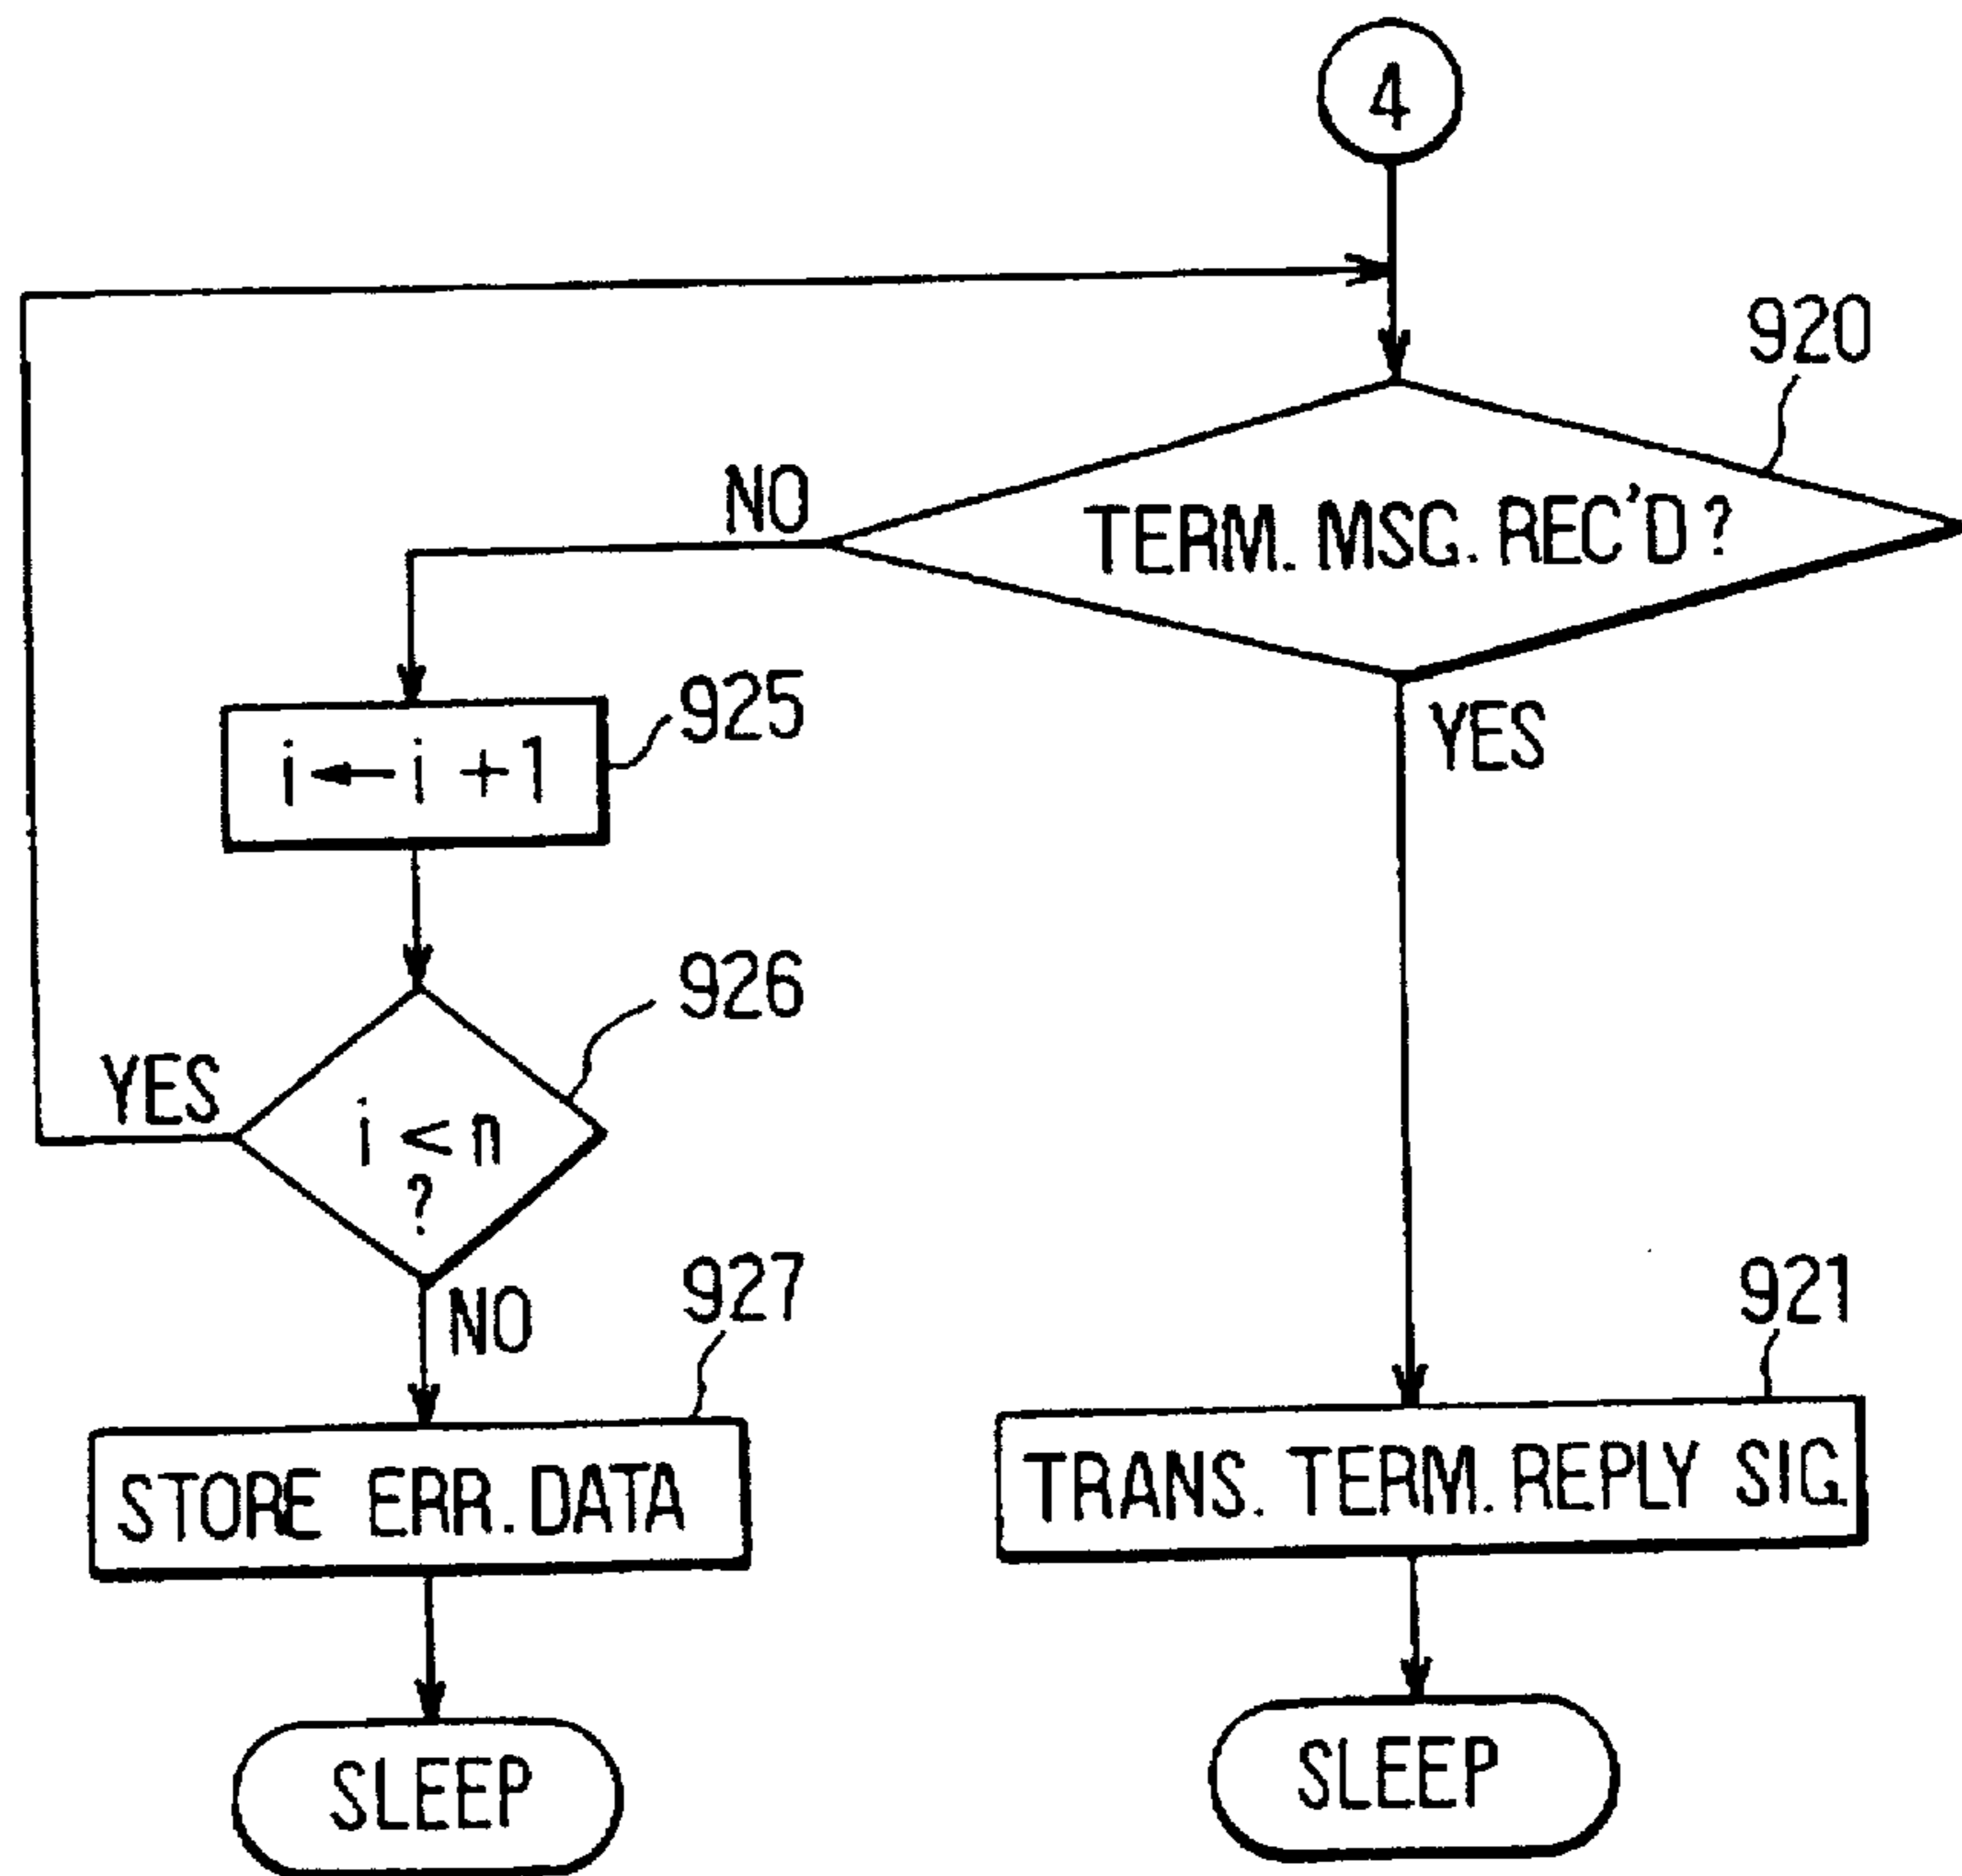 4
920
NO
TERM. MSG. REC'D?
925
YES
i ← i + 1
926
YES
i < n
?
NO
927
921
STORE ERR. DATA
TRANS. TERM. REPLY SIG.
SLEEP
SLEEP